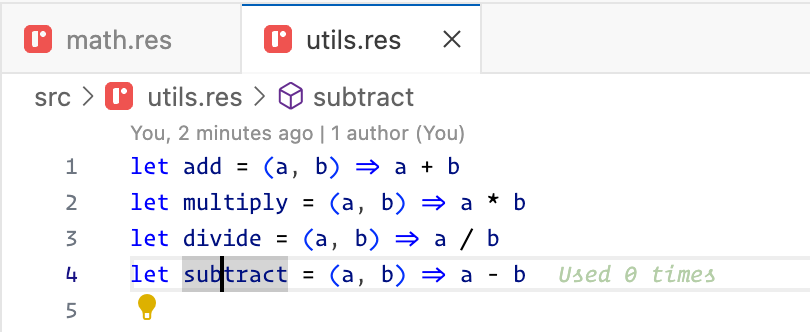 math.res utils.res
src > utils.res > subtract
You, 2 minutes ago | 1 author (You)
1 let add = (a, b) => a + b
2 let multiply = (a, b) => a * b
3 let divide = (a, b) => a / b
4 let subtract = (a, b) => a - b Used 0 times
5